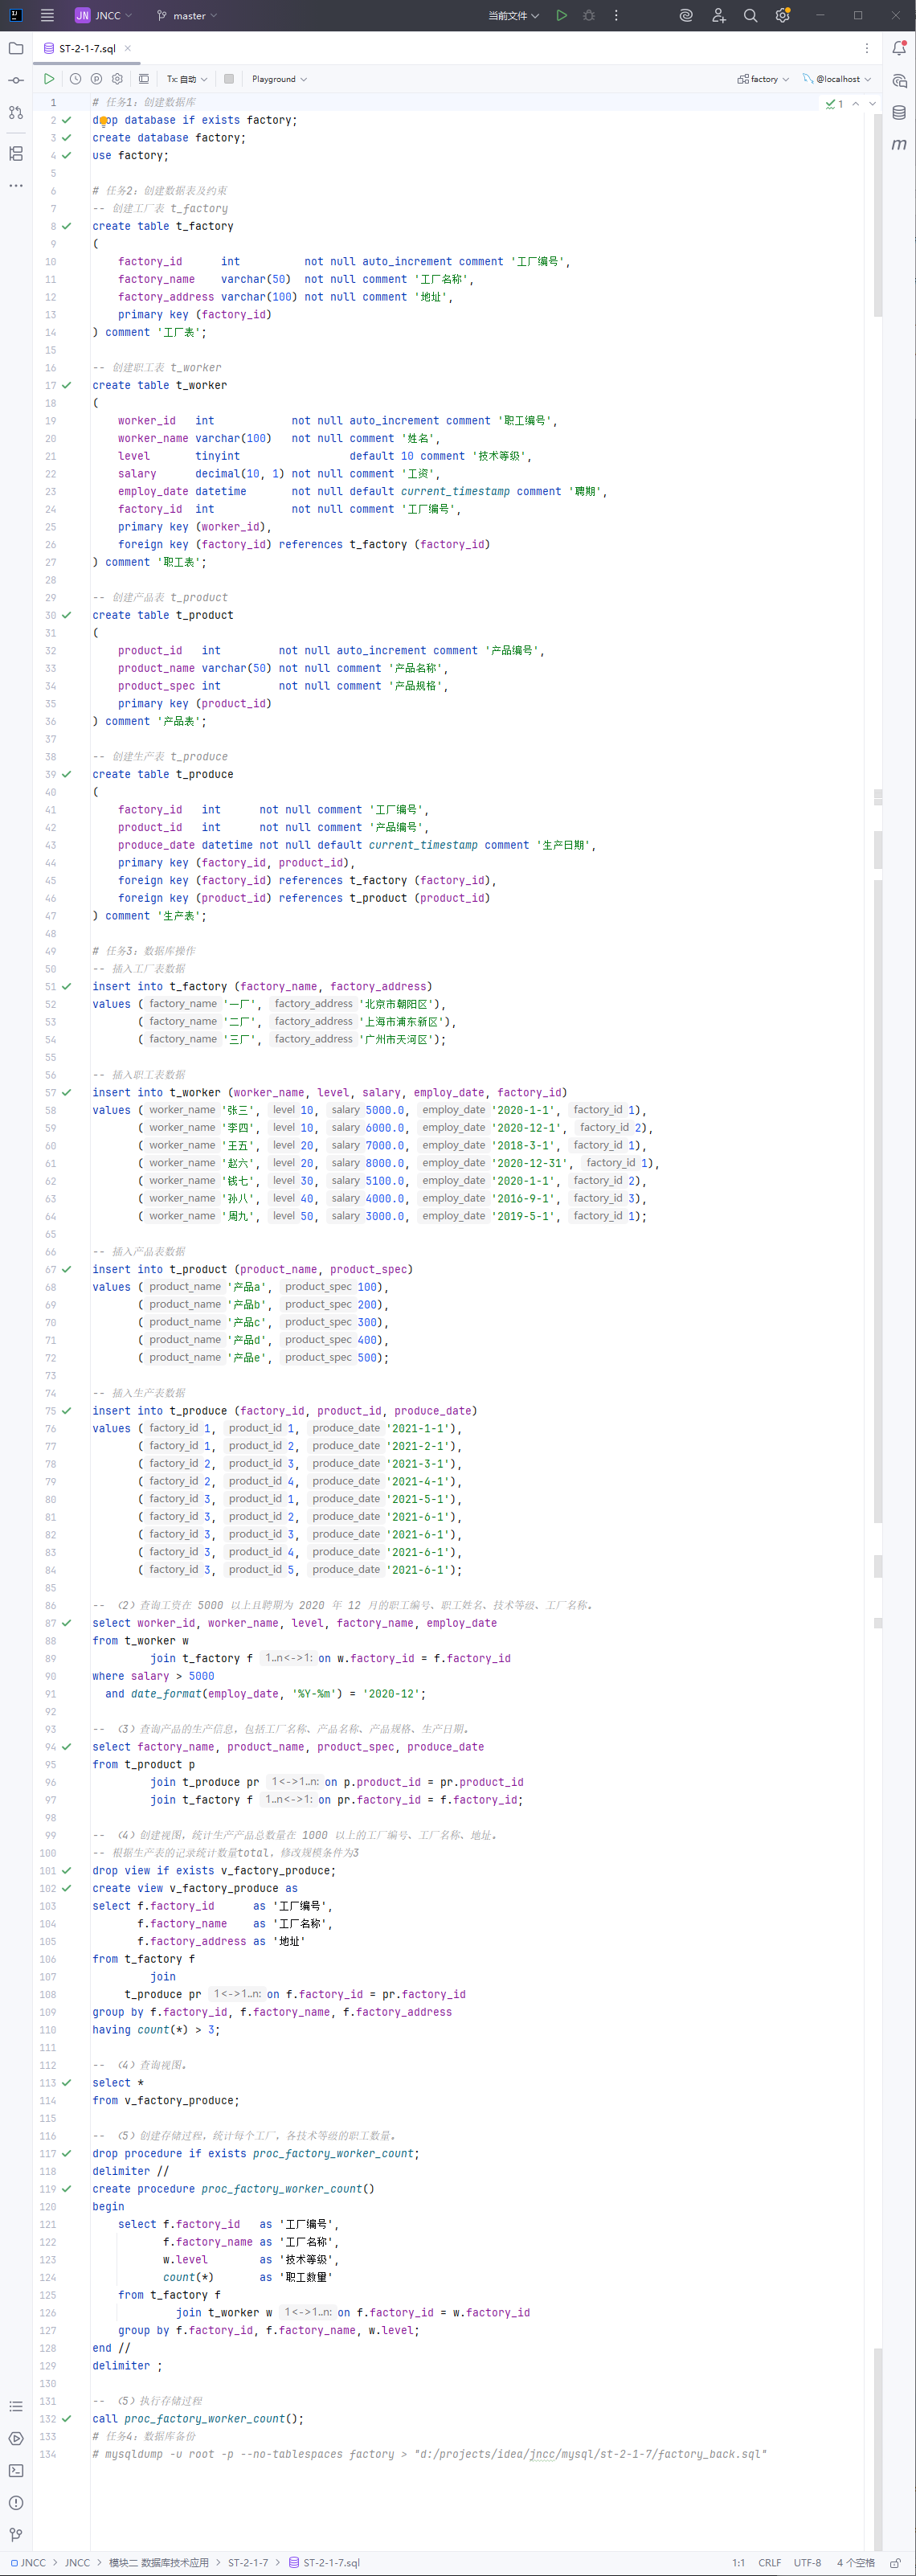 JN JNCC master 当前文件
ST-2-1-7.sql
Tx: 自动 Playground factory @localhost
1 # 任务1：创建数据库
2 drop database if exists factory;
3 create database factory;
4 use factory;
5
6 # 任务2：创建数据表及约束
7 -- 创建工厂表 t_factory
8 create table t_factory
9 (
10 factory_id int not null auto_increment comment '工厂编号',
11 factory_name varchar(50) not null comment '工厂名称',
12 factory_address varchar(100) not null comment '地址',
13 primary key (factory_id)
14 ) comment '工厂表';
15
16 -- 创建职工表 t_worker
17 create table t_worker
18 (
19 worker_id int not null auto_increment comment '职工编号',
20 worker_name varchar(100) not null comment '姓名',
21 level tinyint default 10 comment '技术等级',
22 salary decimal(10, 1) not null comment '工资',
23 employ_date datetime not null default current_timestamp comment '聘期',
24 factory_id int not null comment '工厂编号',
25 primary key (worker_id),
26 foreign key (factory_id) references t_factory (factory_id)
27 ) comment '职工表';
28
29 -- 创建产品表 t_product
30 create table t_product
31 (
32 product_id int not null auto_increment comment '产品编号',
33 product_name varchar(50) not null comment '产品名称',
34 product_spec int not null comment '产品规格',
35 primary key (product_id)
36 ) comment '产品表';
37
38 -- 创建生产表 t_produce
39 create table t_produce
40 (
41 factory_id int not null comment '工厂编号',
42 product_id int not null comment '产品编号',
43 produce_date datetime not null default current_timestamp comment '生产日期',
44 primary key (factory_id, product_id),
45 foreign key (factory_id) references t_factory (factory_id),
46 foreign key (product_id) references t_product (product_id)
47 ) comment '生产表';
48
49 # 任务3：数据库操作
50 -- 插入工厂表数据
51 insert into t_factory (factory_name, factory_address)
52 values ( factory_name '一厂', factory_address '北京市朝阳区'),
53 ( factory_name '二厂', factory_address '上海市浦东新区'),
54 ( factory_name '三厂', factory_address '广州市天河区');
55
56 -- 插入职工表数据
57 insert into t_worker (worker_name, level, salary, employ_date, factory_id)
58 values ( worker_name '张三', level 10, salary 5000.0, employ_date '2020-1-1', factory_id 1),
59 ( worker_name '李四', level 10, salary 6000.0, employ_date '2020-12-1', factory_id 2),
60 ( worker_name '王五', level 20, salary 7000.0, employ_date '2018-3-1', factory_id 1),
61 ( worker_name '赵六', level 20, salary 8000.0, employ_date '2020-12-31', factory_id 1),
62 ( worker_name '钱七', level 30, salary 5100.0, employ_date '2020-1-1', factory_id 2),
63 ( worker_name '孙八', level 40, salary 4000.0, employ_date '2016-9-1', factory_id 3),
64 ( worker_name '周九', level 50, salary 3000.0, employ_date '2019-5-1', factory_id 1);
65
66 -- 插入产品表数据
67 insert into t_product (product_name, product_spec)
68 values ( product_name '产品a', product_spec 100),
69 ( product_name '产品b', product_spec 200),
70 ( product_name '产品c', product_spec 300),
71 ( product_name '产品d', product_spec 400),
72 ( product_name '产品e', product_spec 500);
73
74 -- 插入生产表数据
75 insert into t_produce (factory_id, product_id, produce_date)
76 values ( factory_id 1, product_id 1, produce_date '2021-1-1'),
77 ( factory_id 1, product_id 2, produce_date '2021-2-1'),
78 ( factory_id 2, product_id 3, produce_date '2021-3-1'),
79 ( factory_id 2, product_id 4, produce_date '2021-4-1'),
80 ( factory_id 3, product_id 1, produce_date '2021-5-1'),
81 ( factory_id 3, product_id 2, produce_date '2021-6-1'),
82 ( factory_id 3, product_id 3, produce_date '2021-6-1'),
83 ( factory_id 3, product_id 4, produce_date '2021-6-1'),
84 ( factory_id 3, product_id 5, produce_date '2021-6-1');
85
86 -- （2）查询工资在 5000 以上且聘期为 2020 年 12 月的职工编号、职工姓名、技术等级、工厂名称。
87 select worker_id, worker_name, level, factory_name, employ_date
88 from t_worker w
89 join t_factory f 1..n<->1: on w.factory_id = f.factory_id
90 where salary > 5000
91 and date_format(employ_date, '%Y-%m') = '2020-12';
92
93 -- （3）查询产品的生产信息，包括工厂名称、产品名称、产品规格、生产日期。
94 select factory_name, product_name, product_spec, produce_date
95 from t_product p
96 join t_produce pr 1<->1..n: on p.product_id = pr.product_id
97 join t_factory f 1..n<->1: on pr.factory_id = f.factory_id;
98
99 -- （4）创建视图，统计生产产品总数量在 1000 以上的工厂编号、工厂名称、地址。
100 -- 根据生产表的记录统计数量total，修改规模条件为3
101 drop view if exists v_factory_produce;
102 create view v_factory_produce as
103 select f.factory_id as '工厂编号',
104 f.factory_name as '工厂名称',
105 f.factory_address as '地址'
106 from t_factory f
107 join
108 t_produce pr 1<->1..n: on f.factory_id = pr.factory_id
109 group by f.factory_id, f.factory_name, f.factory_address
110 having count(*) > 3;
111
112 -- （4）查询视图。
113 select *
114 from v_factory_produce;
115
116 -- （5）创建存储过程，统计每个工厂，各技术等级的职工数量。
117 drop procedure if exists proc_factory_worker_count;
118 delimiter //
119 create procedure proc_factory_worker_count()
120 begin
121 select f.factory_id as '工厂编号',
122 f.factory_name as '工厂名称',
123 w.level as '技术等级',
124 count(*) as '职工数量'
125 from t_factory f
126 join t_worker w 1<->1..n: on f.factory_id = w.factory_id
127 group by f.factory_id, f.factory_name, w.level;
128 end //
129 delimiter ;
130
131 -- （5）执行存储过程
132 call proc_factory_worker_count();
133 # 任务4：数据库备份
134 # mysqldump -u root -p --no-tablespaces factory > "d:/projects/idea/jncc/mysql/st-2-1-7/factory_back.sql"
JNCC > JNCC > 模块二 数据库技术应用 > ST-2-1-7 > ST-2-1-7.sql 1:1 CRLF UTF-8 4 个空格